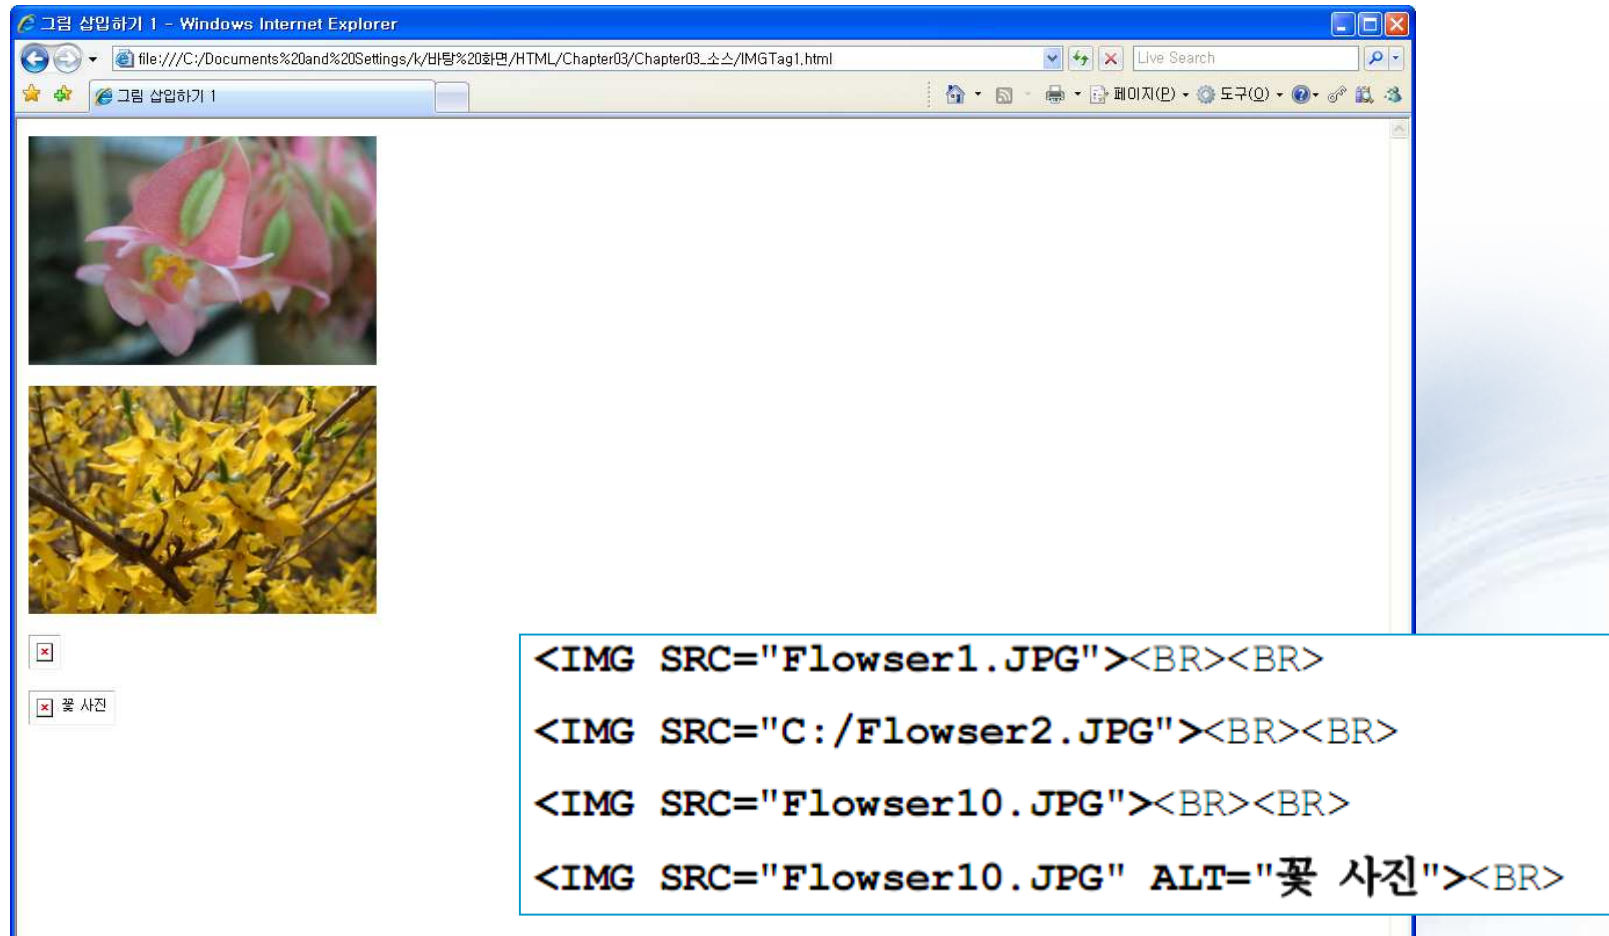 그림 삽입하기 1 - Windows Internet Explorer
file:///C:/Documents%20and%20Settings/k/바탕%20화면/HTML/Chapter03/Chapter03_소스/IMGTag1.html
Live Search
그림 삽입하기 1
페이지(P)
도구(O)
꽃 사진
<IMG SRC="Flowser1.JPG"><BR><BR>
<IMG SRC="C:/Flowser2.JPG"><BR><BR>
<IMG SRC="Flowser10.JPG"><BR><BR>
<IMG SRC="Flowser10.JPG" ALT="꽃 사진"><BR>